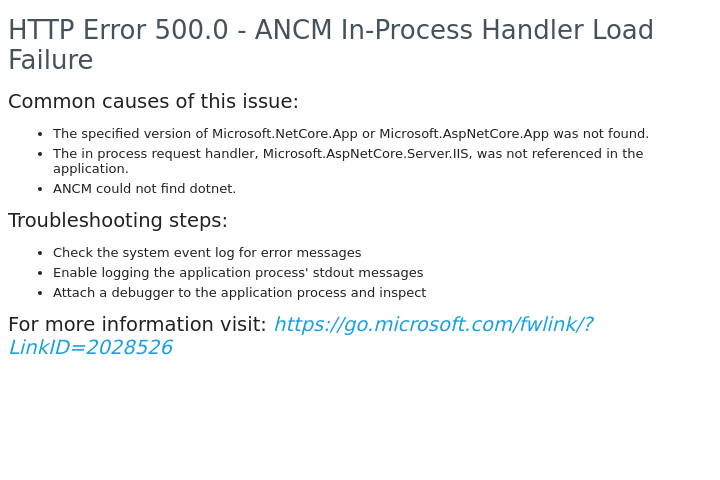 HTTP Error 500.0 - ANCM In-Process Handler Load
Failure
Common causes of this issue:
• The specified version of Microsoft.NetCore.App or Microsoft.AspNetCore.App was not found.
• The in process request handler, Microsoft.AspNetCore.Server.IIS, was not referenced in the
application.
• ANCM could not find dotnet.
Troubleshooting steps:
• Check the system event log for error messages
• Enable logging the application process' stdout messages
• Attach a debugger to the application process and inspect
For more information visit: https://go.microsoft.com/fwlink/?
LinkID=2028526